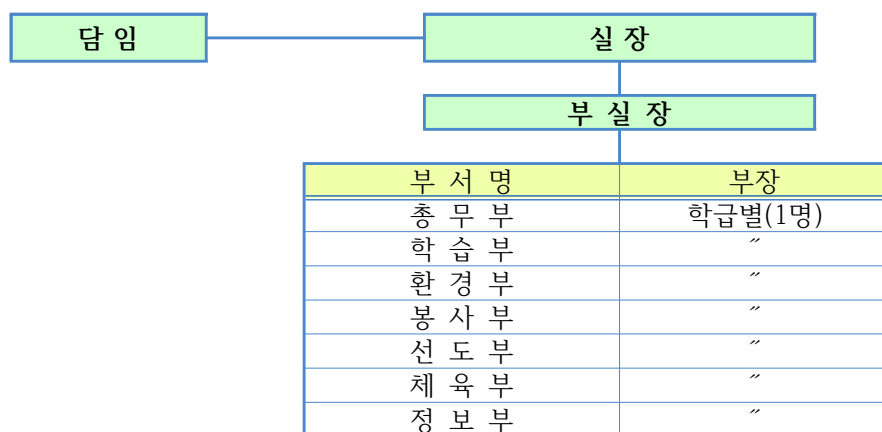 담 임 실 장
부 실 장
부 서 명 부장
총 무 부 학급별(1명)
학 습 부 〃
환 경 부 〃
봉 사 부 〃
선 도 부 〃
체 육 부 〃
정 보 부 〃